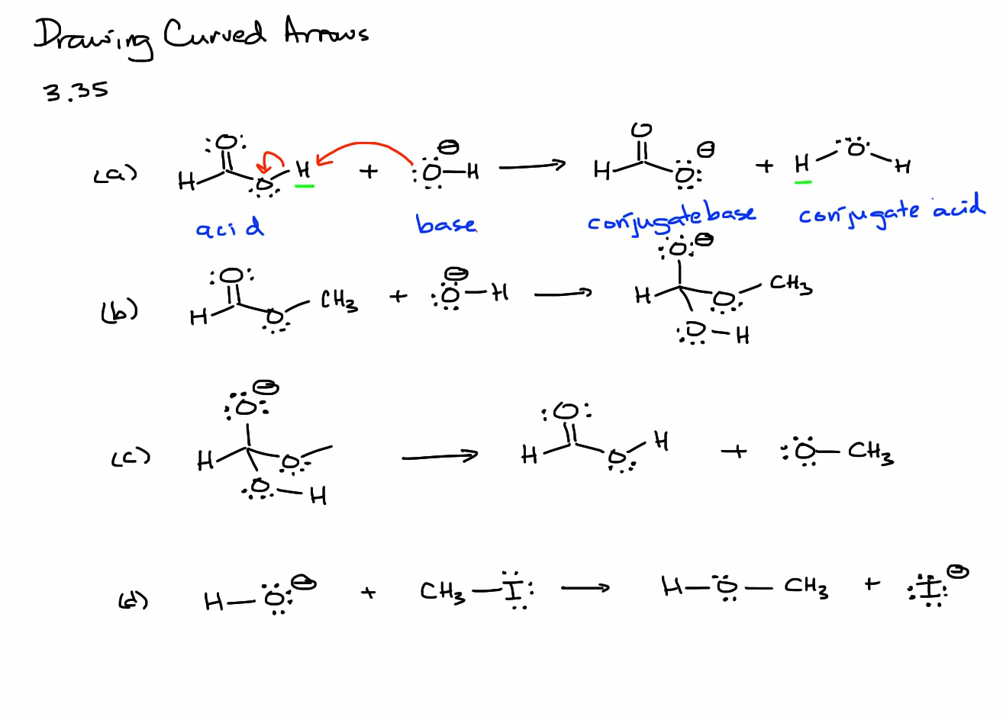 Drawing Curved Arrows
3.35
(a) H O O H + O H ⊖ → H O O ⊖ + H O H
acid base conjugate base conjugate acid
(b) H O O CH3 + O H ⊖ → H O ⊖ O CH3 O H
(c) H O ⊖ O O H → H O O H + O CH3
(d) H O ⊖ + CH3 I → H O CH3 + I ⊖